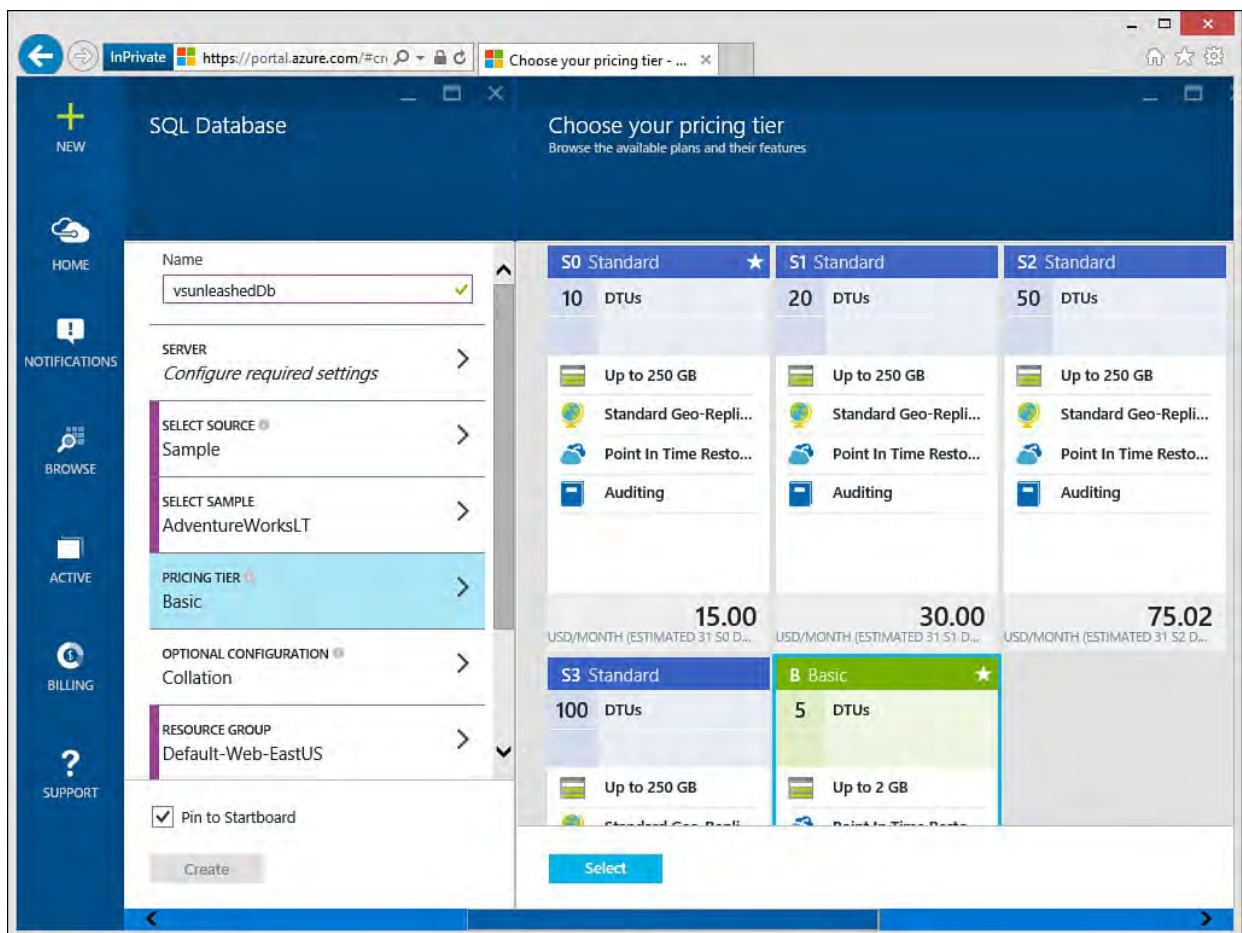 InPrivate
https://portal.azure.com/#cri
Choose your pricing tier - ...
NEW
HOME
NOTIFICATIONS
BROWSE
ACTIVE
BILLING
SUPPORT
SQL Database
Name
vsunleashedDb
SERVER
Configure required settings
SELECT SOURCE
Sample
SELECT SAMPLE
AdventureWorksLT
PRICING TIER
Basic
OPTIONAL CONFIGURATION
Collation
RESOURCE GROUP
Default-Web-EastUS
Pin to Startboard
Create
Choose your pricing tier
Browse the available plans and their features
S0 Standard
10 DTUs
Up to 250 GB
Standard Geo-Repli...
Point In Time Resto...
Auditing
15.00
USD/MONTH (ESTIMATED 31 S0 D...
S1 Standard
20 DTUs
Up to 250 GB
Standard Geo-Repli...
Point In Time Resto...
Auditing
30.00
USD/MONTH (ESTIMATED 31 S1 D...
S2 Standard
50 DTUs
Up to 250 GB
Standard Geo-Repli...
Point In Time Resto...
Auditing
75.02
USD/MONTH (ESTIMATED 31 S2 D...
S3 Standard
100 DTUs
Up to 250 GB
B Basic
5 DTUs
Up to 2 GB
Select